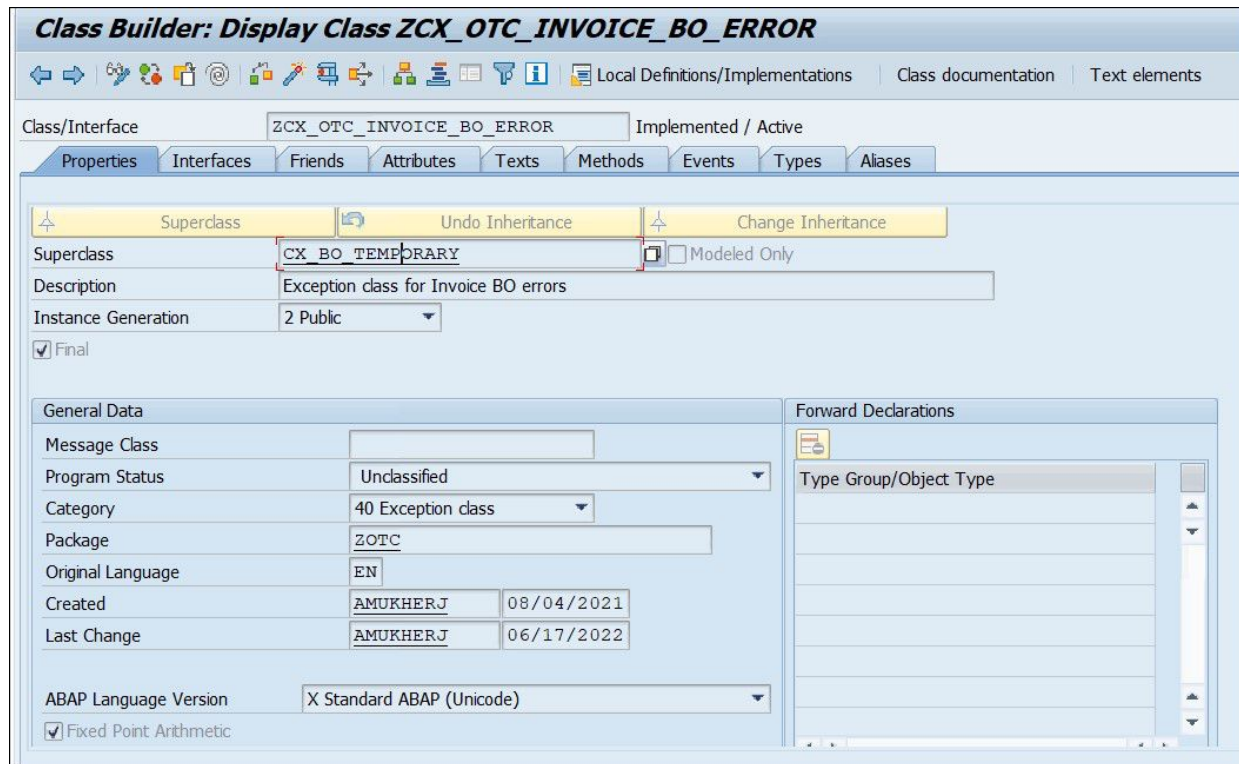 Class Builder: Display Class ZCX_OTC_INVOICE_BO_ERROR
Local Definitions/Implementations Class documentation Text elements
Class/Interface ZCX_OTC_INVOICE_BO_ERROR Implemented / Active
Properties Interfaces Friends Attributes Texts Methods Events Types Aliases
Superclass Undo Inheritance Change Inheritance
Superclass CX_BO_TEMPORARY Modeled Only
Description Exception class for Invoice BO errors
Instance Generation 2 Public
Final
General Data Forward Declarations
Message Class
Program Status Unclassified Type Group/Object Type
Category 40 Exception class
Package ZOTC
Original Language EN
Created AMUKHERJ 08/04/2021
Last Change AMUKHERJ 06/17/2022
ABAP Language Version X Standard ABAP (Unicode)
Fixed Point Arithmetic